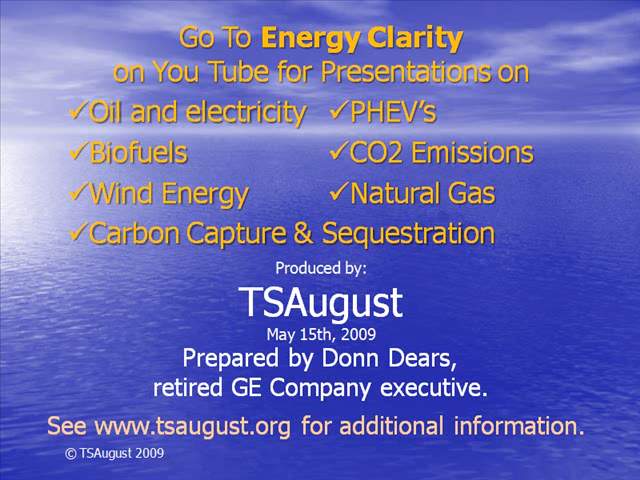 Go To Energy Clarity
on You Tube for Presentations on
✓Oil and electricity ✓PHEV's
✓Biofuels ✓CO2 Emissions
✓Wind Energy ✓Natural Gas
✓Carbon Capture & Sequestration
Produced by:
TSAugust
May 15th, 2009
Prepared by Donn Dears,
retired GE Company executive.
See www.tsaugust.org for additional information.
© TSAugust 2009